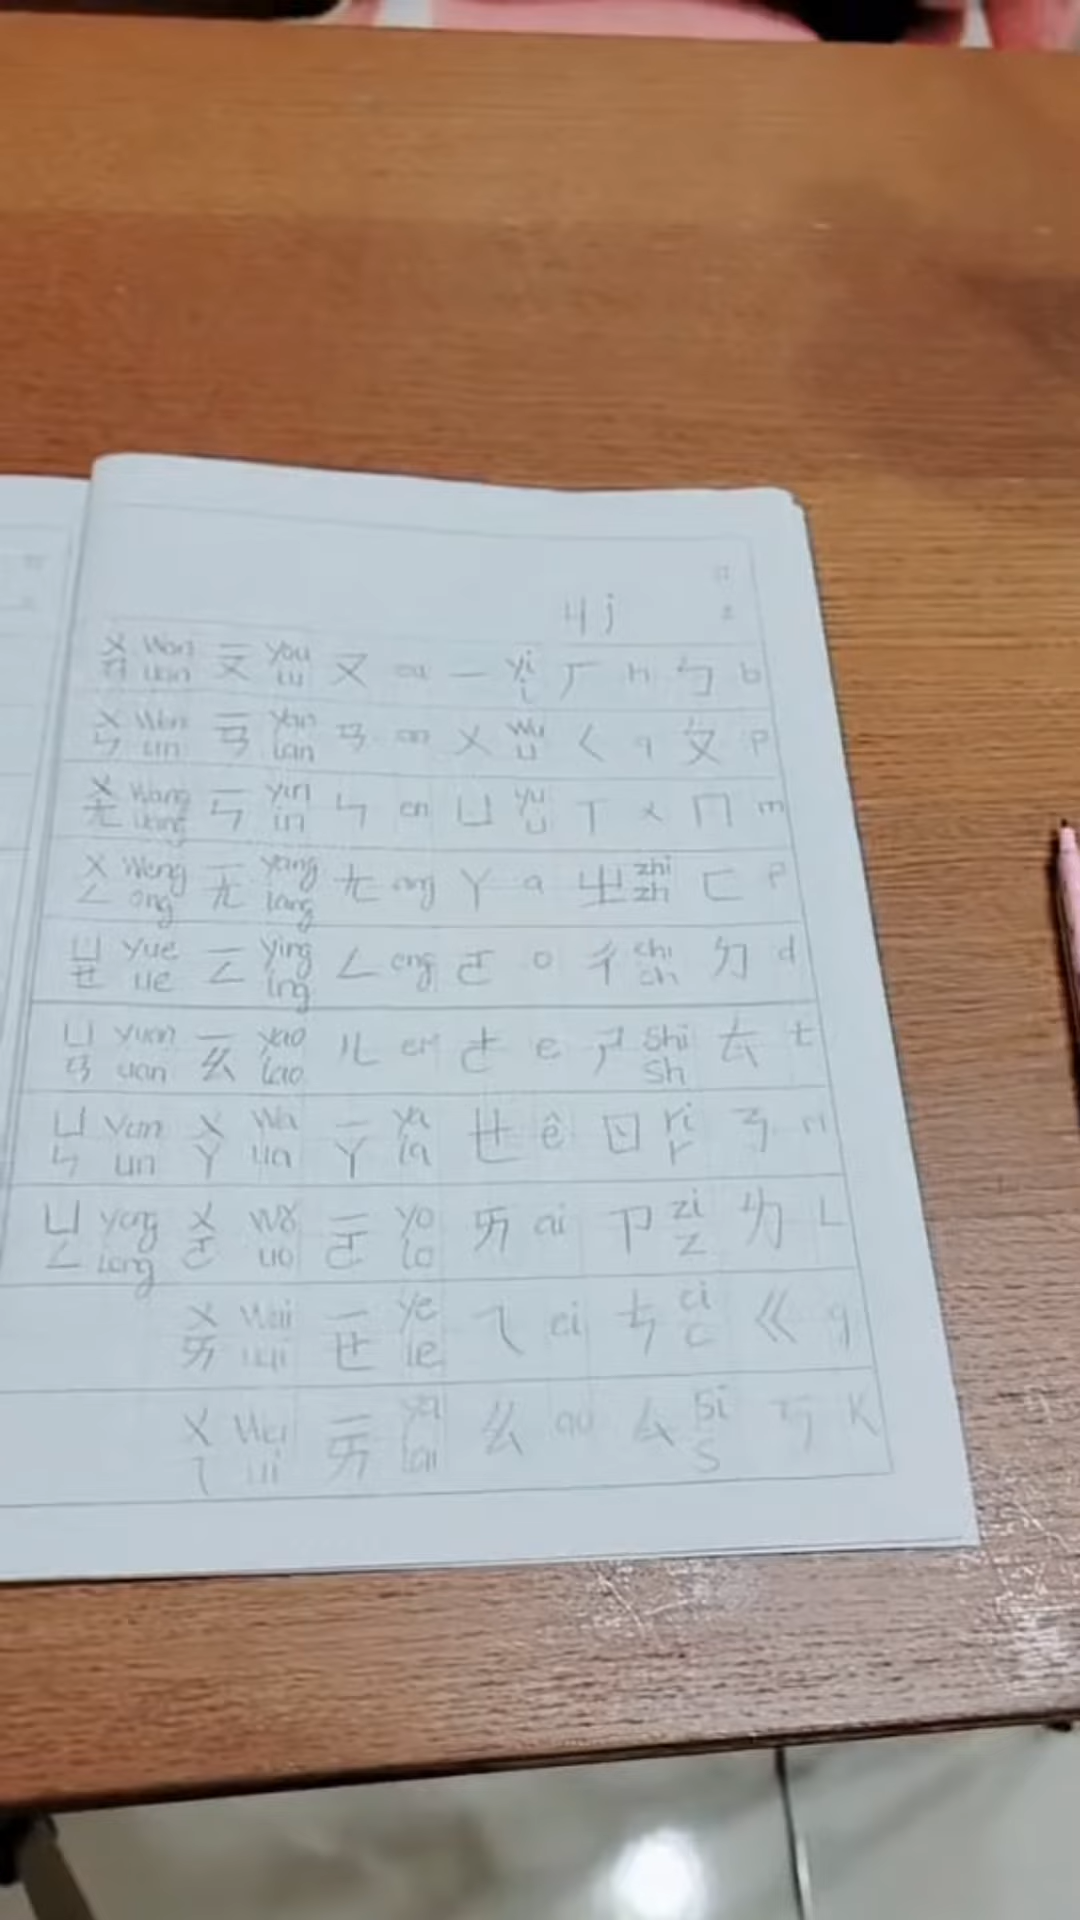 ㄐ j
ㄨㄢ wan uan ㄧㄡ you iu ㄡ ou ㄧ yi i ㄏ h ㄅ b
ㄨㄣ wen un ㄧㄢ yan ian ㄢ an ㄨ wu u ㄑ q ㄆ p
ㄨㄤ wang uang ㄧㄣ yin in ㄣ en ㄩ yu u ㄒ x ㄇ m
ㄨㄥ weng ong ㄧㄤ yang iang ㄤ ang ㄚ a ㄓ zhi zh ㄈ
ㄩㄝ yue ue ㄧㄥ ying ing ㄥ eng ㄛ o ㄔ chi ch ㄉ d
ㄩㄢ yuan uan ㄧㄠ yao iao ㄦ er ㄜ e ㄕ shi sh ㄊ t
ㄩㄣ yun un ㄨㄚ wa ua ㄧㄚ ya ia ㄝ ê ㄖ ri r ㄋ n
ㄩㄥ yong iong ㄨㄛ wo uo ㄧㄛ yo io ㄞ ai ㄗ zi z ㄌ L
ㄨㄞ wai uai ㄧㄝ ye ie ㄟ ei ㄘ ci c ㄍ g
ㄨㄟ wei ui ㄧㄞ yai iai ㄠ ao ㄙ si s ㄎ k